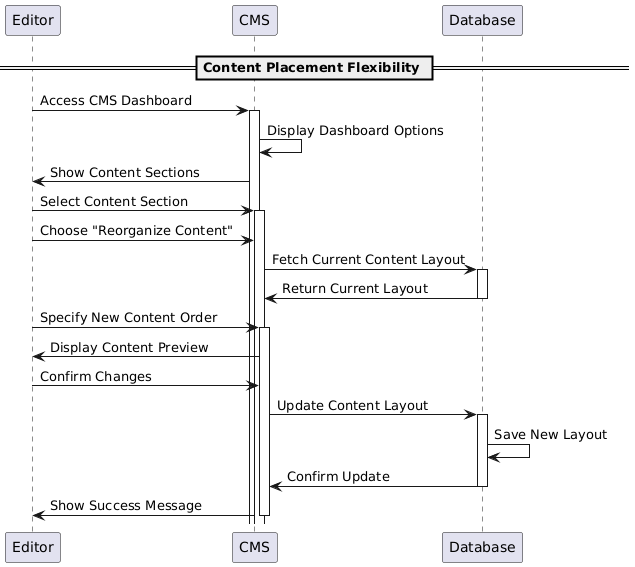 Editor
CMS
Database
Content Placement Flexibility
Access CMS Dashboard
Display Dashboard Options
Show Content Sections
Select Content Section
Choose "Reorganize Content"
Fetch Current Content Layout
Return Current Layout
Specify New Content Order
Display Content Preview
Confirm Changes
Update Content Layout
Save New Layout
Confirm Update
Show Success Message
Editor
CMS
Database